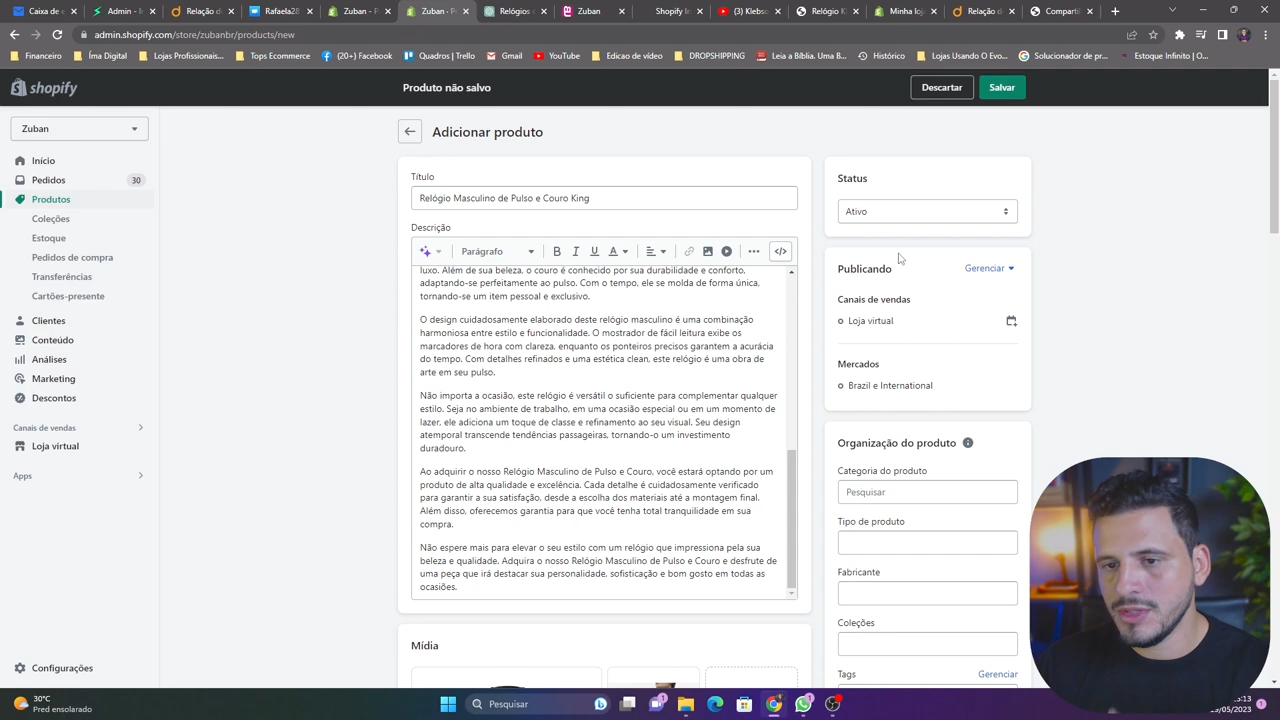 Caixa de e
Admin - B
Relação d
Rafaela28
Zuban - P
Zuban - P
Relógios
Zuban
Shopify In
(2) Klebso
Relógio K
Minha loj
Relação d
Comparti
admin.shopify.com/store/zubanbr/products/new
Financeiro
Íma Digital
Lojas Profissionais...
Tops Ecommerce
(20+) Facebook
Quadros | Trello
Gmail
YouTube
Edicao de vídeo
DROPSHIPPING
Leia a Bíblia. Uma B...
Horários
Lojas Usando O Evo...
Solucionador de pr...
Estoque Infinito | O...
shopify
Produto não salvo
Descartar
Salvar
Zuban
Início
Pedidos
30
Produtos
Coleções
Estoque
Pedidos de compra
Transferências
Cartões-presente
Clientes
Conteúdo
Análises
Marketing
Descontos
Canais de vendas
Loja virtual
Apps
Configurações
Adicionar produto
Título
Relógio Masculino de Pulso e Couro King
Descrição
Parágrafo
B
I
U
A
luxo. Além de sua beleza, o couro é conhecido por sua durabilidade e conforto,
adaptando-se perfeitamente ao pulso. Com o tempo, ele se molda de forma única,
tornando-se um item pessoal e exclusivo.
O design cuidadosamente elaborado deste relógio masculino é uma combinação
harmoniosa entre estilo e funcionalidade. O mostrador de fácil leitura exibe os
marcadores de hora com clareza, enquanto os ponteiros precisos garantem a acurácia
do tempo. Com detalhes refinados e uma estética clean, este relógio é uma obra de
arte em seu pulso.
Não importa a ocasião, este relógio é versátil o suficiente para complementar qualquer
estilo. Seja no ambiente de trabalho, em uma ocasião especial ou em um momento de
lazer, ele adiciona um toque de classe e refinamento ao seu visual. Seu design
atemporal transcende tendências passageiras, tornando-o um investimento
duradouro.
Ao adquirir o nosso Relógio Masculino de Pulso e Couro, você estará optando por um
produto de alta qualidade e excelência. Cada detalhe é cuidadosamente verificado
para garantir a sua satisfação, desde a escolha dos materiais até a montagem final.
Além disso, oferecemos garantia para que você tenha total tranquilidade em sua
compra.
Não espere mais para elevar o seu estilo com um relógio que impressiona pela sua
beleza e qualidade. Adquira o nosso Relógio Masculino de Pulso e Couro e desfrute de
uma peça que irá destacar sua personalidade, sofisticação e bom gosto em todas as
ocasiões.
Mídia
Status
Ativo
Publicando
Gerenciar
Canais de vendas
Loja virtual
Mercados
Brazil e International
Organização do produto
Categoria do produto
Pesquisar
Tipo de produto
Fabricante
Coleções
Tags
Gerenciar
30°C
Pred ensolarado
Pesquisar
:13
/05/2023